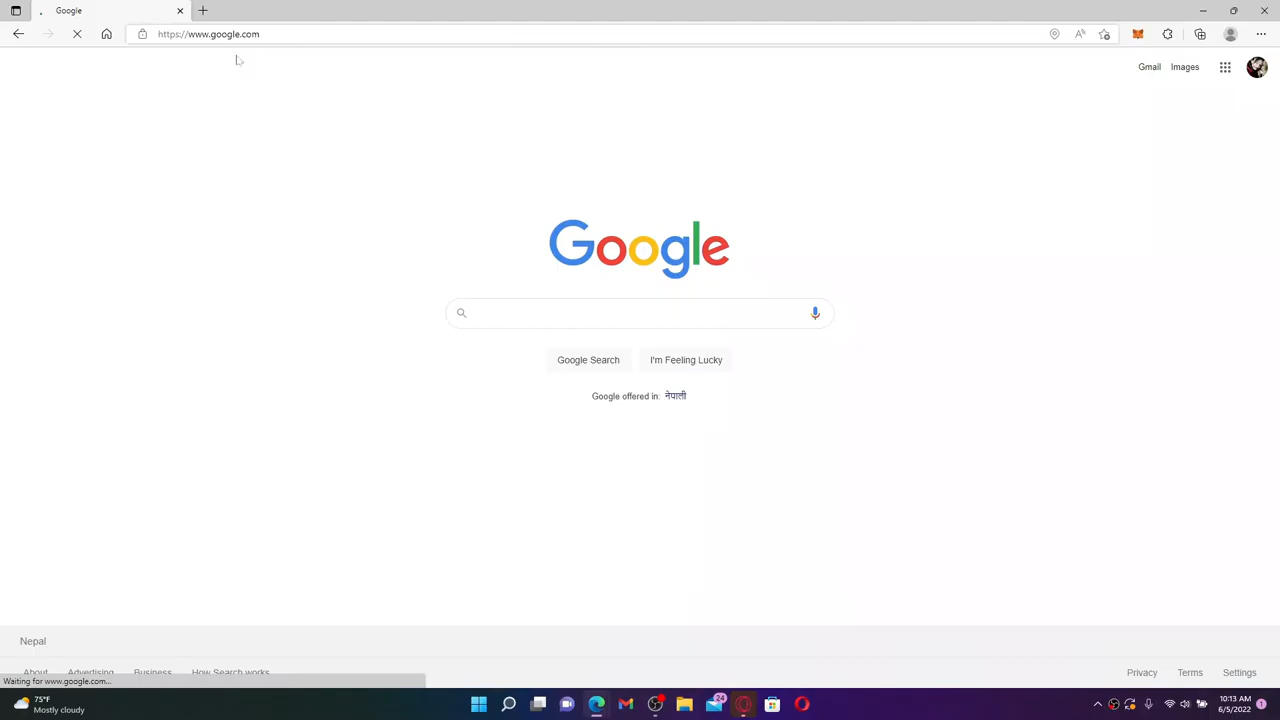 Google
https://www.google.com
Gmail Images
Google
Google Search I'm Feeling Lucky
Google offered in: नेपाली
Nepal
About Advertising Business How Search works
Privacy Terms Settings
Waiting for www.google.com...
75°F
Mostly cloudy
24
10:13 AM
6/5/2022
1